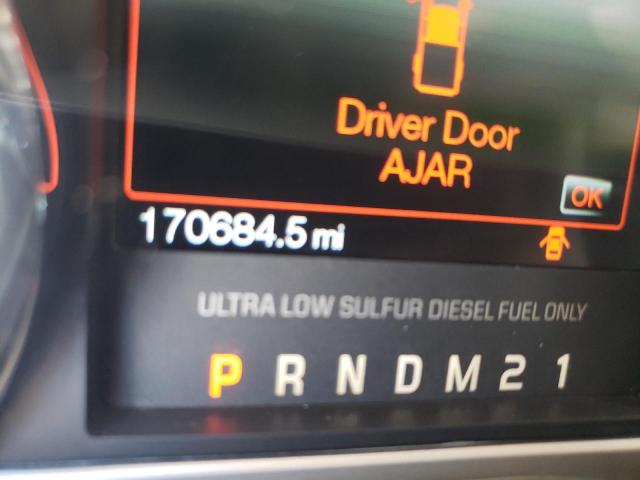 Driver Door
AJAR
OK
170684.5 mi
ULTRA LOW SULFUR DIESEL FUEL ONLY
P R N D M 2 1